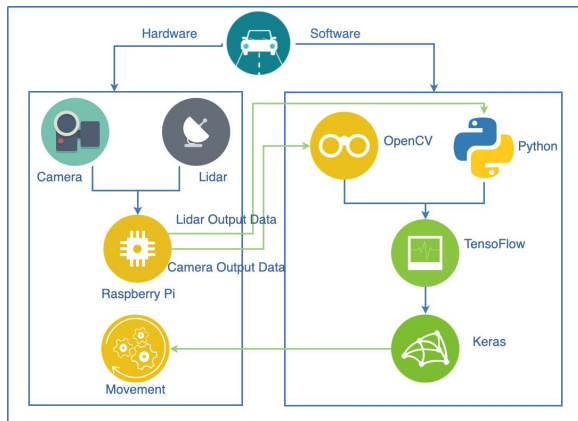 Hardware
Software
Camera
Lidar
OpenCV
Python
Lidar Output Data
Camera Output Data
Raspberry Pi
TensoFlow
Keras
Movement